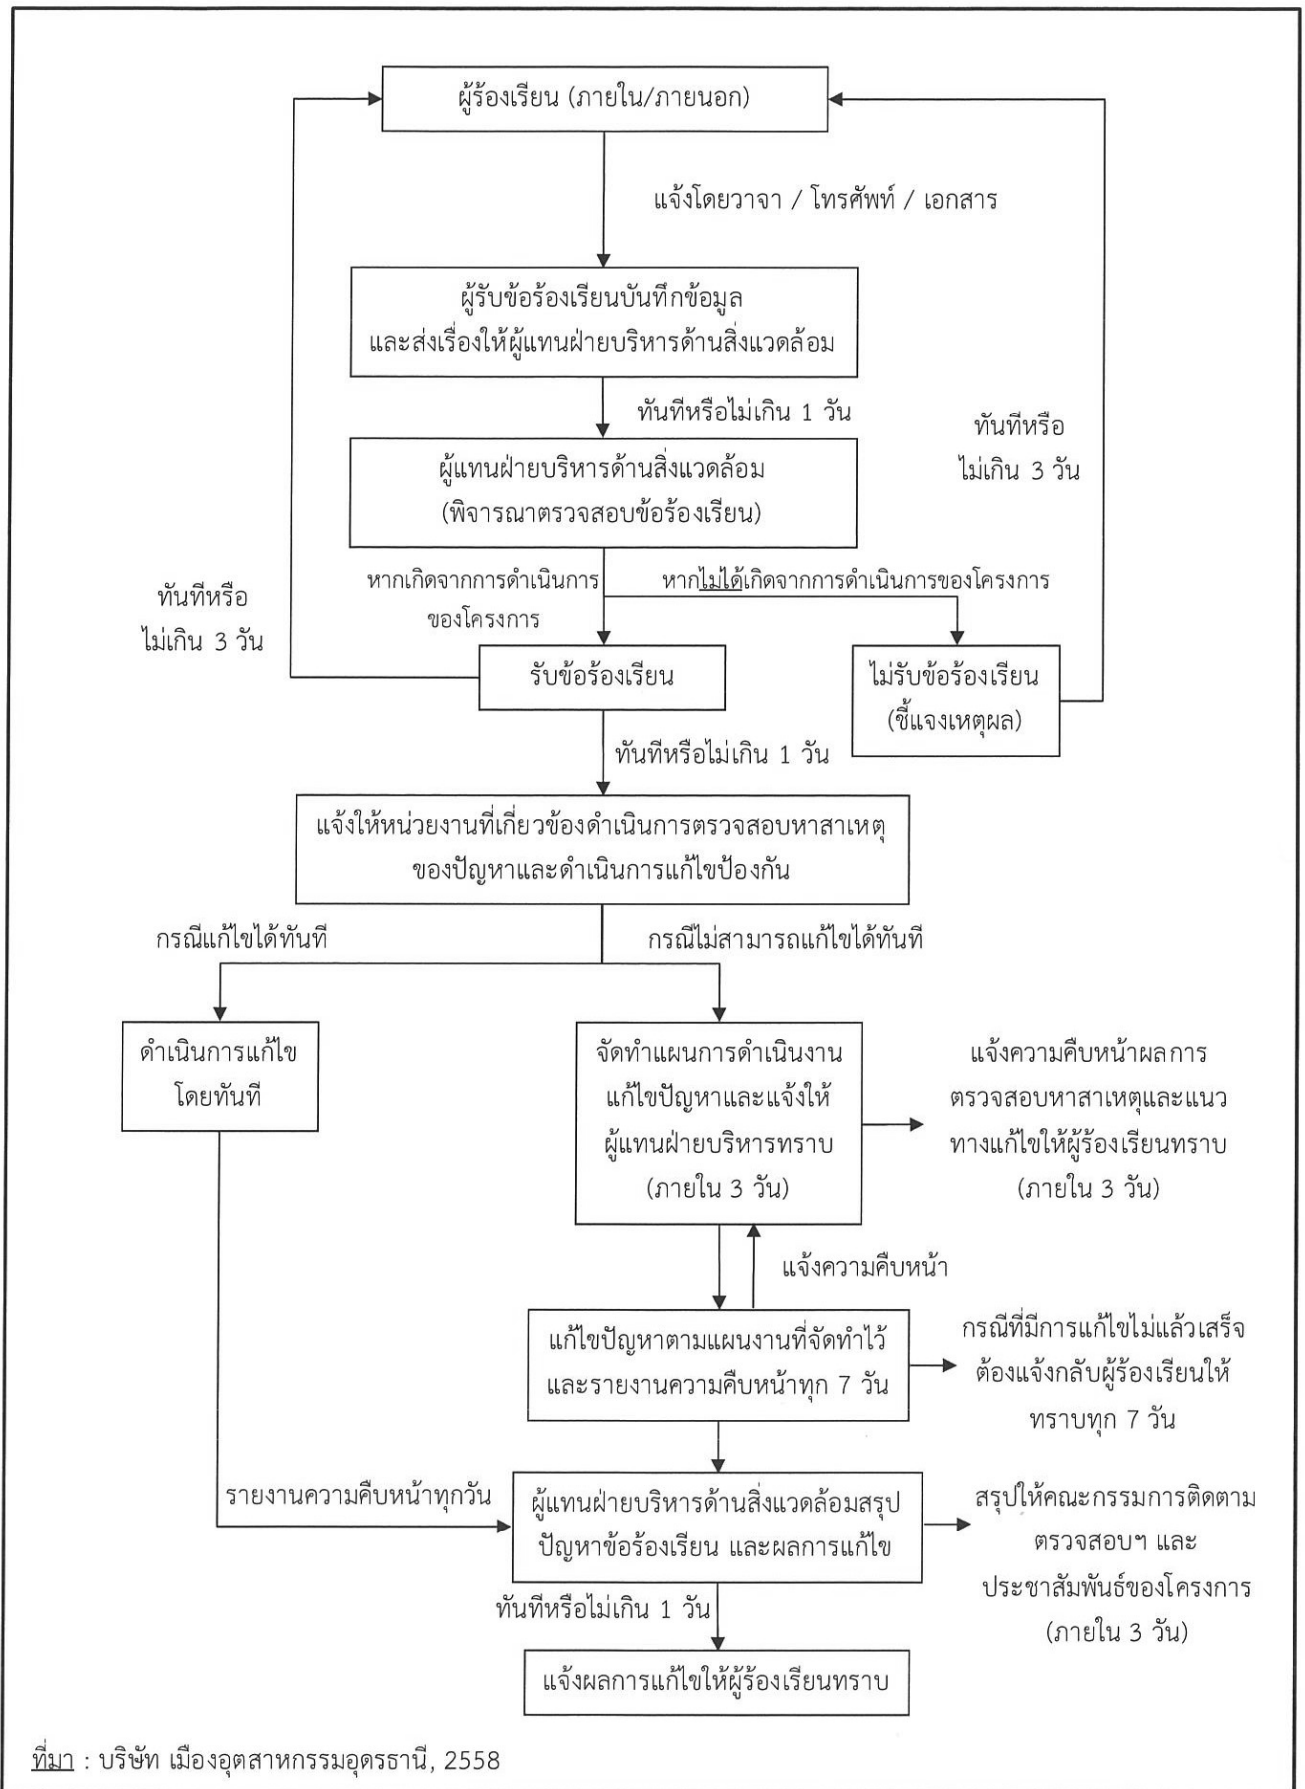 ผู้ร้องเรียน (ภายใน/ภายนอก)
แจ้งโดยวาจา / โทรศัพท์ / เอกสาร
ผู้รับข้อร้องเรียนบันทึกข้อมูล
และส่งเรื่องให้ผู้แทนฝ่ายบริหารด้านสิ่งแวดล้อม
ทันทีหรือไม่เกิน 1 วัน
ทันทีหรือ
ไม่เกิน 3 วัน
ผู้แทนฝ่ายบริหารด้านสิ่งแวดล้อม
(พิจารณาตรวจสอบข้อร้องเรียน)
หากเกิดจากการดำเนินการ
ของโครงการ
หากไม่ได้เกิดจากการดำเนินการของโครงการ
ทันทีหรือ
ไม่เกิน 3 วัน
รับข้อร้องเรียน
ไม่รับข้อร้องเรียน
(ชี้แจงเหตุผล)
ทันทีหรือไม่เกิน 1 วัน
แจ้งให้หน่วยงานที่เกี่ยวข้องดำเนินการตรวจสอบหาสาเหตุ
ของปัญหาและดำเนินการแก้ไขป้องกัน
กรณีแก้ไขได้ทันที
กรณีไม่สามารถแก้ไขได้ทันที
ดำเนินการแก้ไข
โดยทันที
จัดทำแผนการดำเนินงาน
แก้ไขปัญหาและแจ้งให้
ผู้แทนฝ่ายบริหารทราบ
(ภายใน 3 วัน)
แจ้งความคืบหน้าผลการ
ตรวจสอบหาสาเหตุและแนว
ทางแก้ไขให้ผู้ร้องเรียนทราบ
(ภายใน 3 วัน)
แจ้งความคืบหน้า
แก้ไขปัญหาตามแผนงานที่จัดทำไว้
และรายงานความคืบหน้าทุก 7 วัน
กรณีที่มีการแก้ไขไม่แล้วเสร็จ
ต้องแจ้งกลับผู้ร้องเรียนให้
ทราบทุก 7 วัน
รายงานความคืบหน้าทุกวัน
ผู้แทนฝ่ายบริหารด้านสิ่งแวดล้อมสรุป
ปัญหาข้อร้องเรียน และผลการแก้ไข
สรุปให้คณะกรรมการติดตาม
ตรวจสอบฯ และ
ประชาสัมพันธ์ของโครงการ
(ภายใน 3 วัน)
ทันทีหรือไม่เกิน 1 วัน
แจ้งผลการแก้ไขให้ผู้ร้องเรียนทราบ
ที่มา : บริษัท เมืองอุตสาหกรรมอุดรธานี, 2558